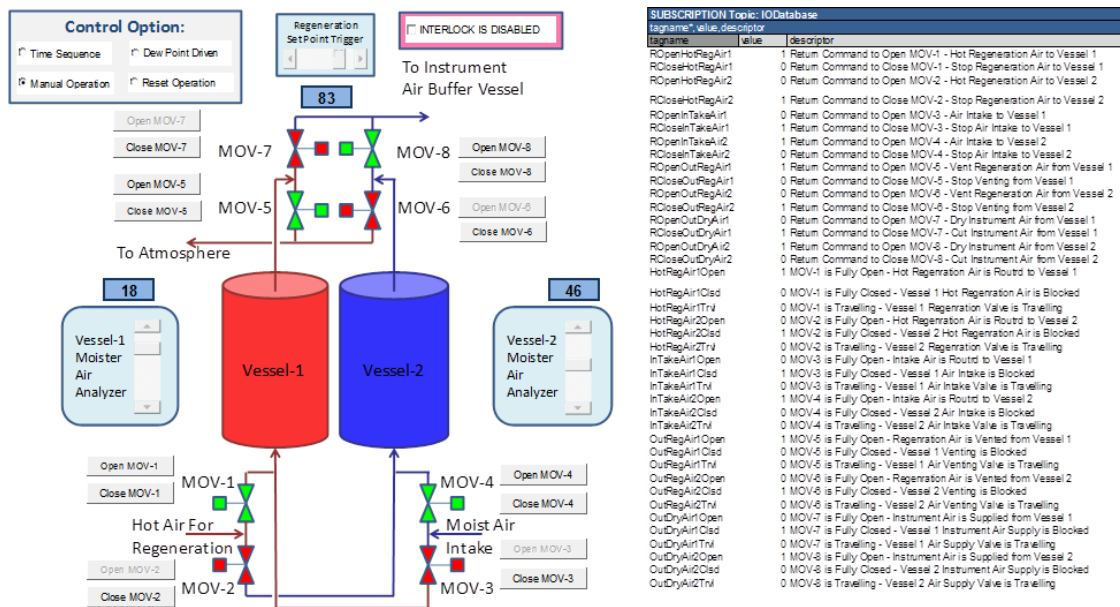 Control Option:
Time Sequence
Dew Point Driven
Manual Operation
Reset Operation
Regeneration
Set Point Trigger
83
INTERLOCK IS DISABLED
To Instrument
Air Buffer Vessel
Open MOV-7
Close MOV-7
MOV-7
MOV-8
Open MOV-8
Close MOV-8
Open MOV-5
Close MOV-5
MOV-5
MOV-6
Open MOV-6
Close MOV-6
To Atmosphere
18
Vessel-1
Moister
Air
Analyzer
Vessel-1
Vessel-2
46
Vessel-2
Moister
Air
Analyzer
Open MOV-1
Close MOV-1
MOV-1
MOV-4
Open MOV-4
Close MOV-4
Hot Air For
Regeneration
Moist Air
Intake
Open MOV-2
Close MOV-2
MOV-2
MOV-3
Open MOV-3
Close MOV-3
SUBSCRIPTION Topic: IODatabase
tagname*,value,descriptor
tagname value descriptor
ROpenHotRegAir1 1 Return Command to Open MOV-1 - Hot Regeneration Air to Vessel 1
RCloseHotRegAir1 0 Return Command to Close MOV-1 - Stop Regeneration Air to Vessel 1
ROpenHotRegAir2 0 Return Command to Open MOV-2 - Hot Regeneration Air to Vessel 2
RCloseHotRegAir2 1 Return Command to Close MOV-2 - Stop Regeneration Air to Vessel 2
ROpenInTakeAir1 0 Return Command to Open MOV-3 - Air Intake to Vessel 1
RCloseInTakeAir1 1 Return Command to Close MOV-3 - Stop Air Intake to Vessel 1
ROpenInTakeAir2 1 Return Command to Open MOV-4 - Air Intake to Vessel 2
RCloseInTakeAir2 0 Return Command to Close MOV-4 - Stop Air Intake to Vessel 2
ROpenOutRegAir1 1 Return Command to Open MOV-5 - Vent Regeneration Air from Vessel 1
RCloseOutRegAir1 0 Return Command to Close MOV-5 - Stop Venting from Vessel 1
ROpenOutRegAir2 0 Return Command to Open MOV-6 - Vent Regeneration Air from Vessel 2
RCloseOutRegAir2 1 Return Command to Close MOV-6 - Stop Venting from Vessel 2
ROpenOutDryAir1 0 Return Command to Open MOV-7 - Dry Instrument Air from Vessel 1
RCloseOutDryAir1 1 Return Command to Close MOV-7 - Cut Instrument Air from Vessel 1
ROpenOutDryAir2 1 Return Command to Open MOV-8 - Dry Instrument Air from Vessel 2
RCloseOutDryAir2 0 Return Command to Close MOV-8 - Cut Instrument Air from Vessel 2
HotRegAir1Open 1 MOV-1 is Fully Open - Hot Regenration Air is Routrd to Vessel 1
HotRegAir1Clsd 0 MOV-1 is Fully Closed - Vessel 1 Hot Regenration Air is Blocked
HotRegAir1Trvl 0 MOV-1 is Travelling - Vessel 1 Regenration Valve is Travelling
HotRegAir2Open 0 MOV-2 is Fully Open - Hot Regenration Air is Routrd to Vessel 2
HotRegAir2Clsd 1 MOV-2 is Fully Closed - Vessel 2 Hot Regenration Air is Blocked
HotRegAir2Trvl 0 MOV-2 is Travelling - Vessel 2 Regenration Valve is Travelling
InTakeAir1Open 0 MOV-3 is Fully Open - Intake Air is Routrd to Vessel 1
InTakeAir1Clsd 1 MOV-3 is Fully Closed - Vessel 1 Air Intake is Blocked
InTakeAir1Trvl 0 MOV-3 is Travelling - Vessel 1 Air Intake Valve is Travelling
InTakeAir2Open 1 MOV-4 is Fully Open - Intake Air is Routrd to Vessel 2
InTakeAir2Clsd 0 MOV-4 is Fully Closed - Vessel 2 Air Intake is Blocked
InTakeAir2Trvl 0 MOV-4 is Travelling - Vessel 2 Air Intake Valve is Travelling
OutRegAir1Open 1 MOV-5 is Fully Open - Regenration Air is Vented from Vessel 1
OutRegAir1Clsd 0 MOV-5 is Fully Closed - Vessel 1 Venting is Blocked
OutRegAir1Trvl 0 MOV-5 is Travelling - Vessel 1 Air Venting Valve is Travelling
OutRegAir2Open 0 MOV-6 is Fully Open - Regenration Air is Vented from Vessel 2
OutRegAir2Clsd 1 MOV-6 is Fully Closed - Vessel 2 Venting is Blocked
OutRegAir2Trvl 0 MOV-6 is Travelling - Vessel 2 Air Venting Valve is Travelling
OutDryAir1Open 0 MOV-7 is Fully Open - Instrument Air is Supplied from Vessel 1
OutDryAir1Clsd 1 MOV-7 is Fully Closed - Vessel 1 Instrument Air Supply is Blocked
OutDryAir1Trvl 0 MOV-7 is Travelling - Vessel 1 Air Supply Valve is Travelling
OutDryAir2Open 1 MOV-8 is Fully Open - Instrument Air is Supplied from Vessel 2
OutDryAir2Clsd 0 MOV-8 is Fully Closed - Vessel 2 Instrument Air Supply is Blocked
OutDryAir2Trvl 0 MOV-8 is Travelling - Vessel 2 Air Supply Valve is Travelling